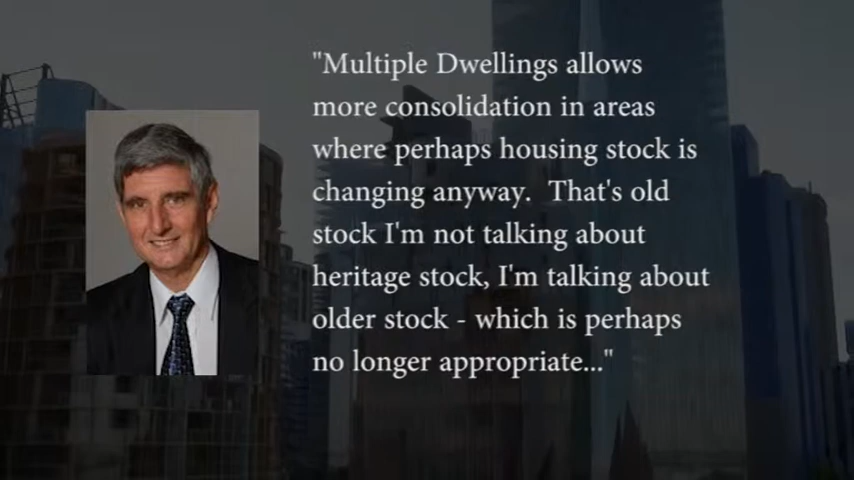 "Multiple Dwellings allows
more consolidation in areas
where perhaps housing stock is
changing anyway.  That's old
stock I'm not talking about
heritage stock, I'm talking about
older stock - which is perhaps
no longer appropriate..."